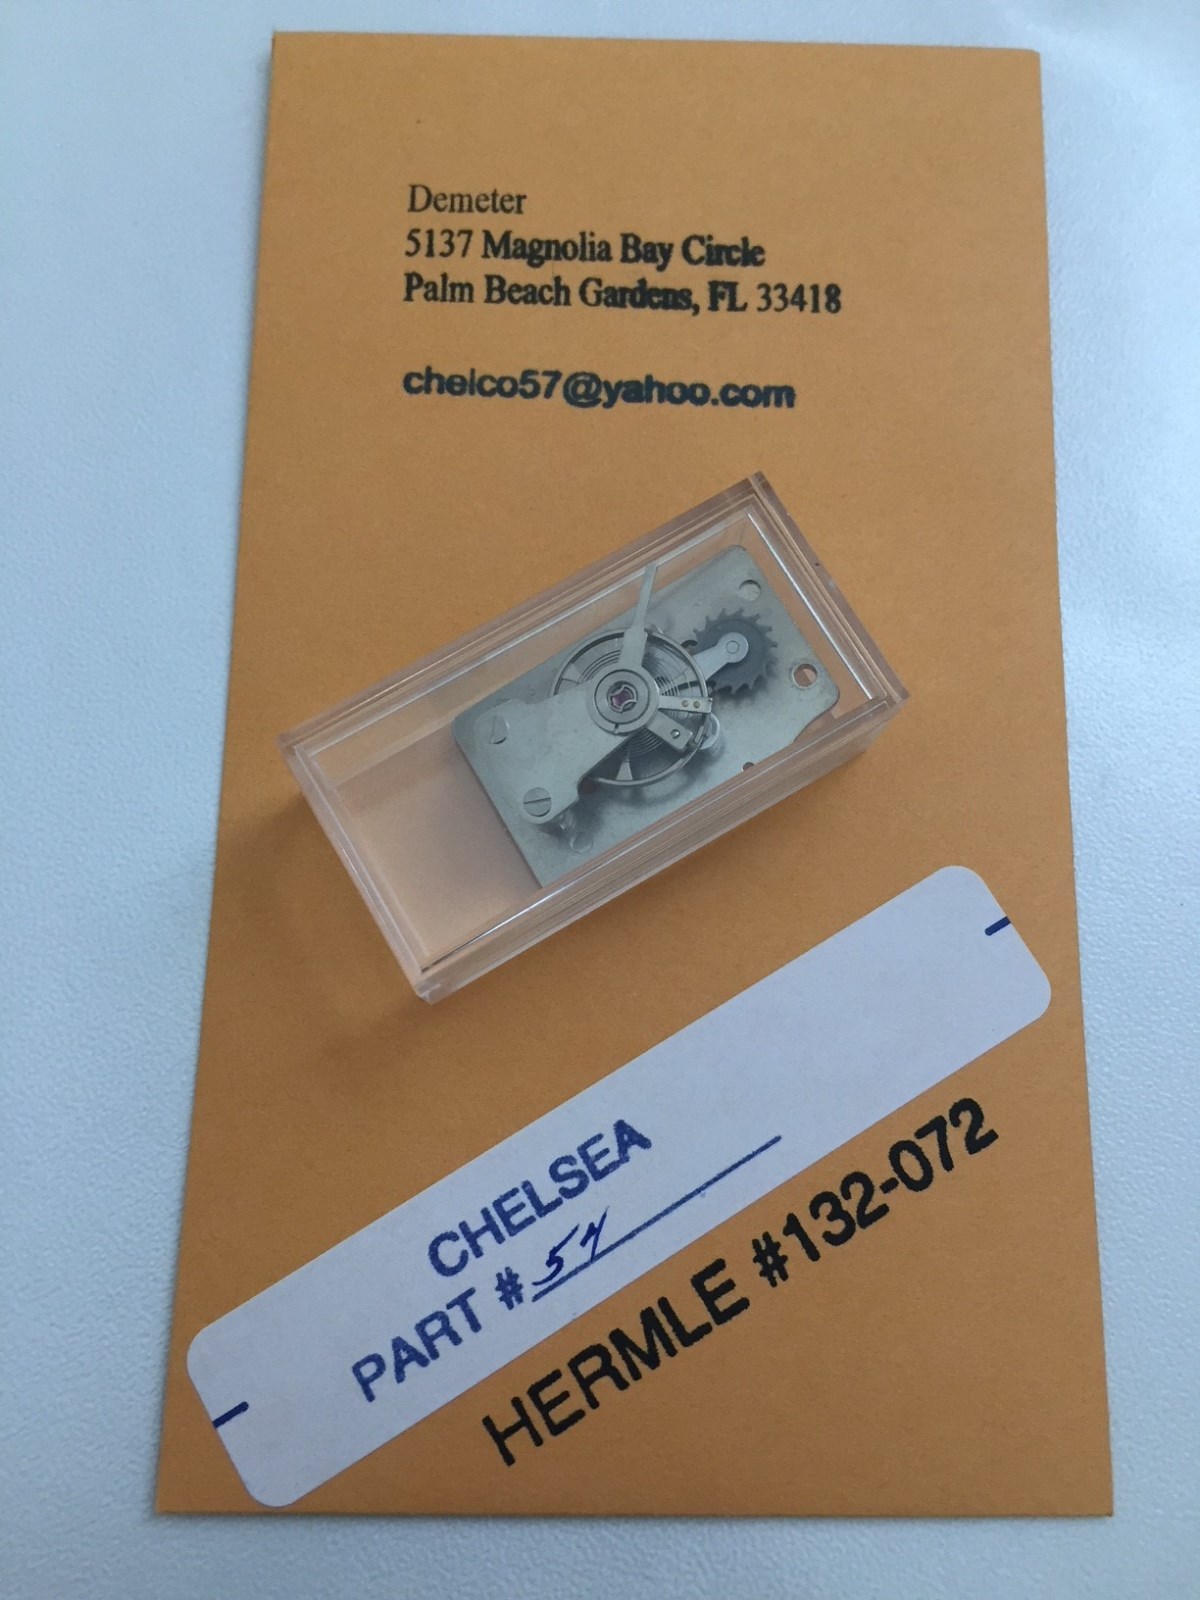 Demeter
5137 Magnolia Bay Circle
Palm Beach Gardens, FL 33418
chelco57@yahoo.com
CHELSEA
PART # 54
HERMLE #132-072